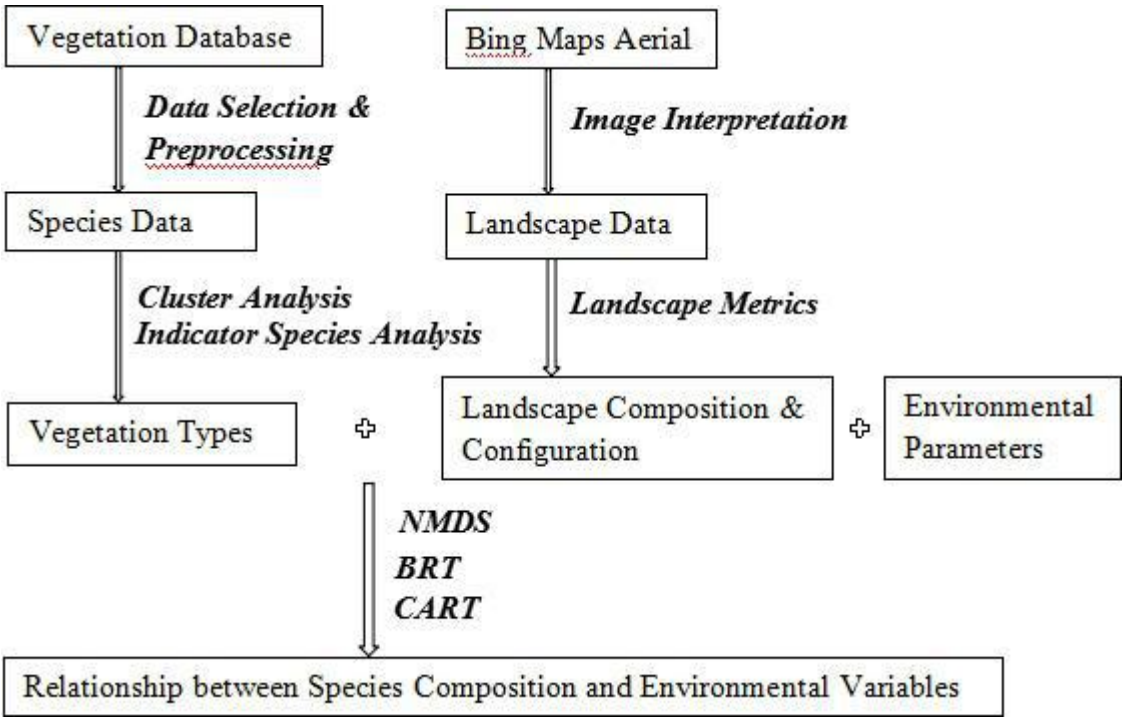 Vegetation Database
Bing Maps Aerial
Data Selection &
Preprocessing
Image Interpretation
Species Data
Landscape Data
Cluster Analysis
Indicator Species Analysis
Landscape Metrics
Vegetation Types
Landscape Composition &
Configuration
Environmental
Parameters
NMDS
BRT
CART
Relationship between Species Composition and Environmental Variables